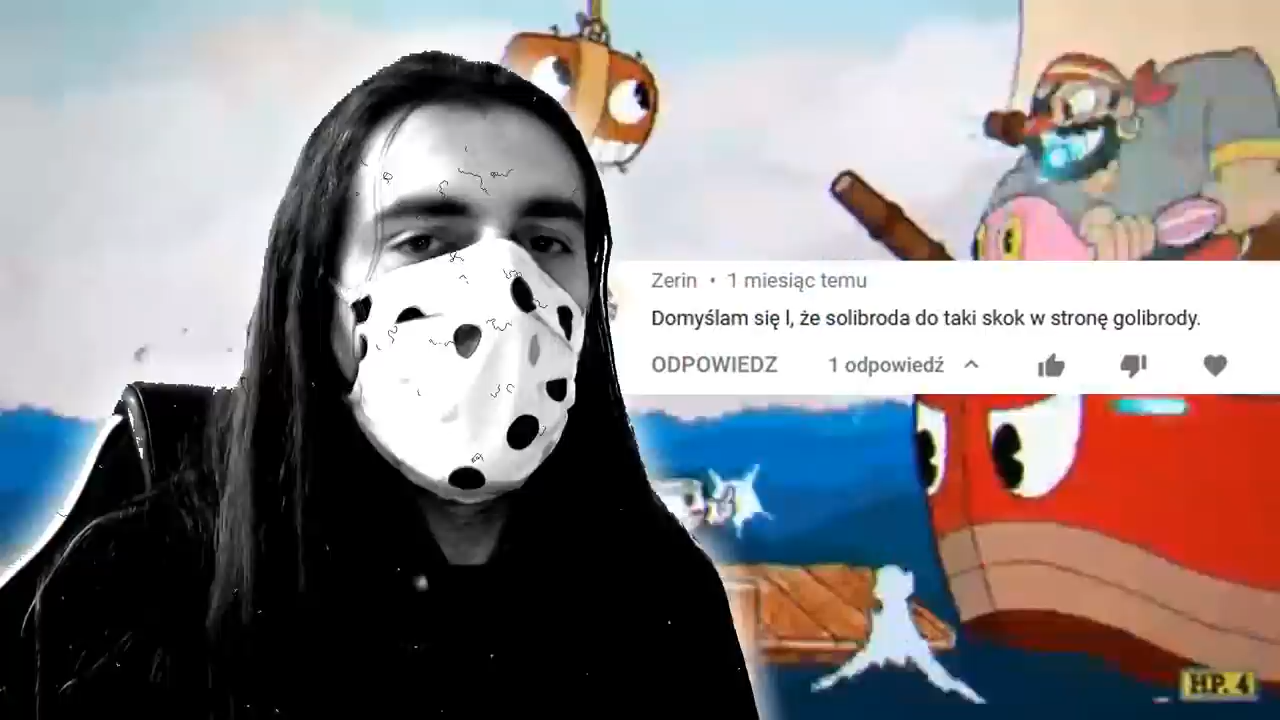 Zerin • 1 miesiąc temu
Domyślam się I, że solibroda do taki skok w stronę golibrody.
ODPOWIEDZ 1 odpowiedź
HP. 4